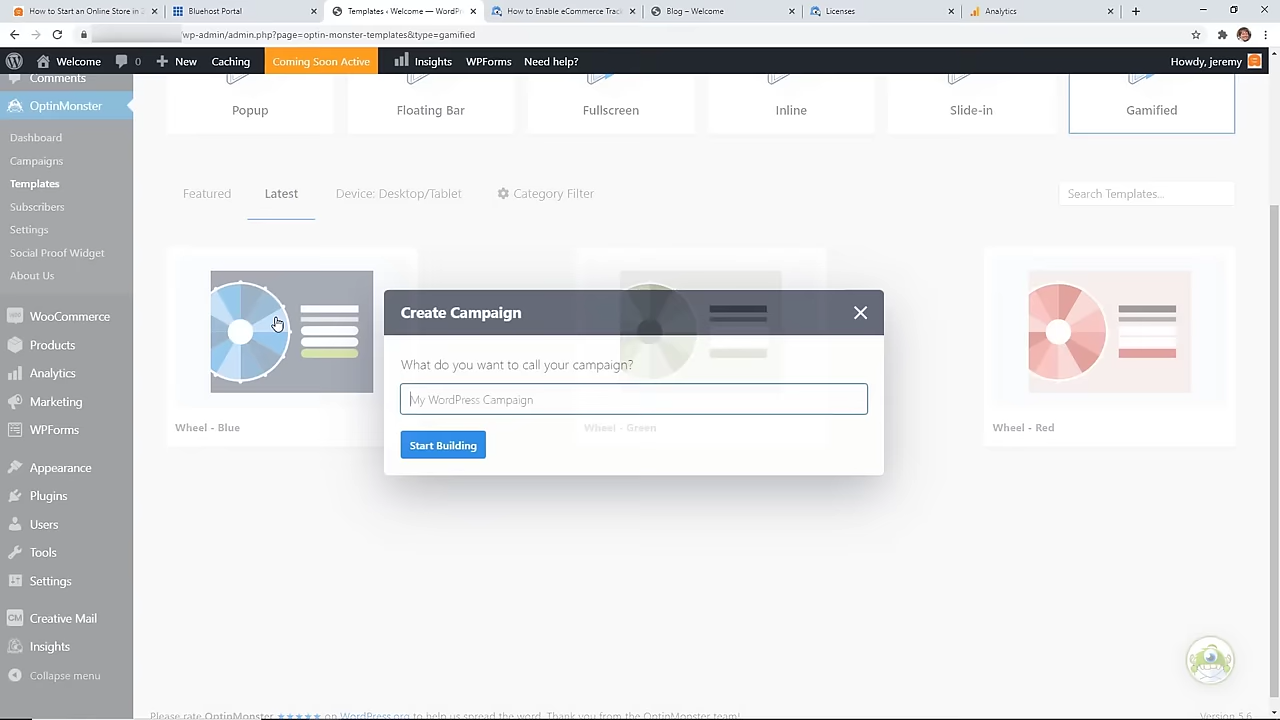 How to Start an Online Store in 2
Bluehost Portal
Templates ‹ Welcome — WordPr
How to Enable eCommerce Track
Blog – Welcome
Licenses
Analytics
/wp-admin/admin.php?page=optin-monster-templates&type=gamified
Welcome
0
New
Caching
Coming Soon Active
Insights
WPForms
Need help?
Howdy, jeremy
Comments
OptinMonster
Dashboard
Campaigns
Templates
Subscribers
Settings
Social Proof Widget
About Us
WooCommerce
Products
Analytics
Marketing
WPForms
Appearance
Plugins
Users
Tools
Settings
CM Creative Mail
Insights
Collapse menu
Popup
Floating Bar
Fullscreen
Inline
Slide-in
Gamified
Featured
Latest
Device: Desktop/Tablet
Category Filter
Search Templates...
Wheel - Blue
Wheel - Green
Wheel - Red
Create Campaign
What do you want to call your campaign?
My WordPress Campaign
Start Building
Please rate OptinMonster ★★★★★ on WordPress.org to help us spread the word. Thank you from the OptinMonster team!
Version 5.6